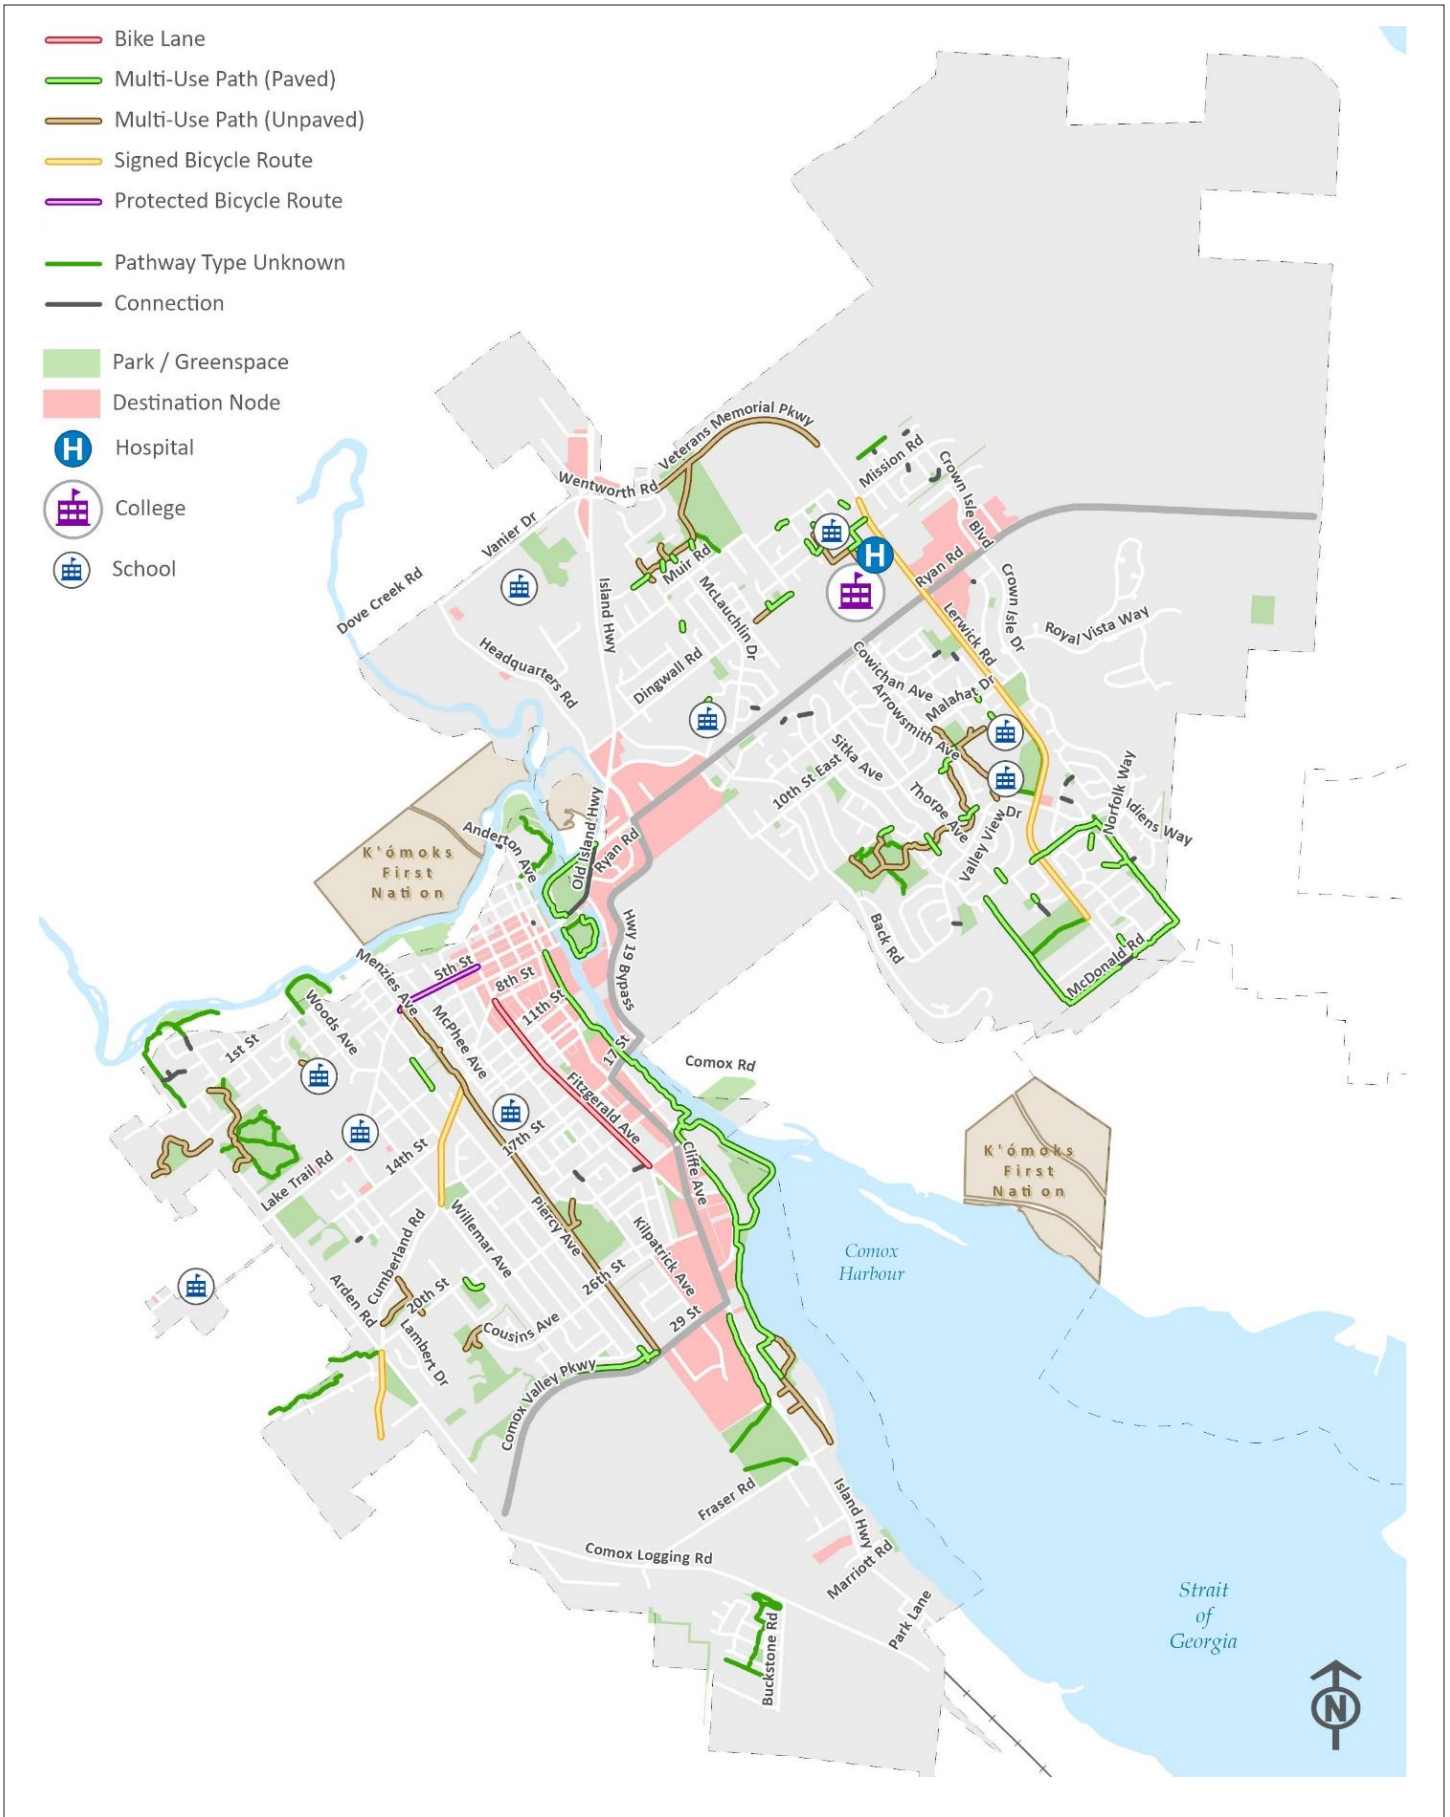 Bike Lane
Multi-Use Path (Paved)
Multi-Use Path (Unpaved)
Signed Bicycle Route
Protected Bicycle Route
Pathway Type Unknown
Connection
Park / Greenspace
Destination Node
H
Hospital
College
School
Veterans Memorial Pkwy
Wentworth Rd
Mission Rd
Crown Isle Blvd
Vanier Dr
Dove Creek Rd
Muir Rd
H
Ryan Rd
Island Hwy
McLauchlin Dr
Crown Isle Dr
Lerwick Rd
Royal Vista Way
Headquarters Rd
Dingwall Rd
Cowichan Ave
Malahat Dr
Arrowsmith Ave
Sitka Ave
10th St East
Thorpe Ave
Valley View Dr
Norfolk Way
Idiens Way
Old Island Hwy
Anderton Ave
Ryan Rd
K'ómoks
First
Nation
Back Rd
McDonald Rd
Hwy 19 Bypass
Menzies Ave
5th St
8th St
11th St
Woods Ave
McPhee Ave
1st St
17 St
Comox Rd
Fitzgerald Ave
17th St
14th St
Lake Trail Rd
Cliffe Ave
K'ómoks
First
Nation
Piercy Ave
Willemar Ave
Kilpatrick Ave
Cumberland Rd
26th St
Comox
Harbour
Arden Rd
20th St
29 St
Cousins Ave
Lambert Dr
Comox Valley Pkwy
Fraser Rd
Island Hwy
Comox Logging Rd
Marriott Rd
Park Lane
Buckstone Rd
Strait
of
Georgia
N